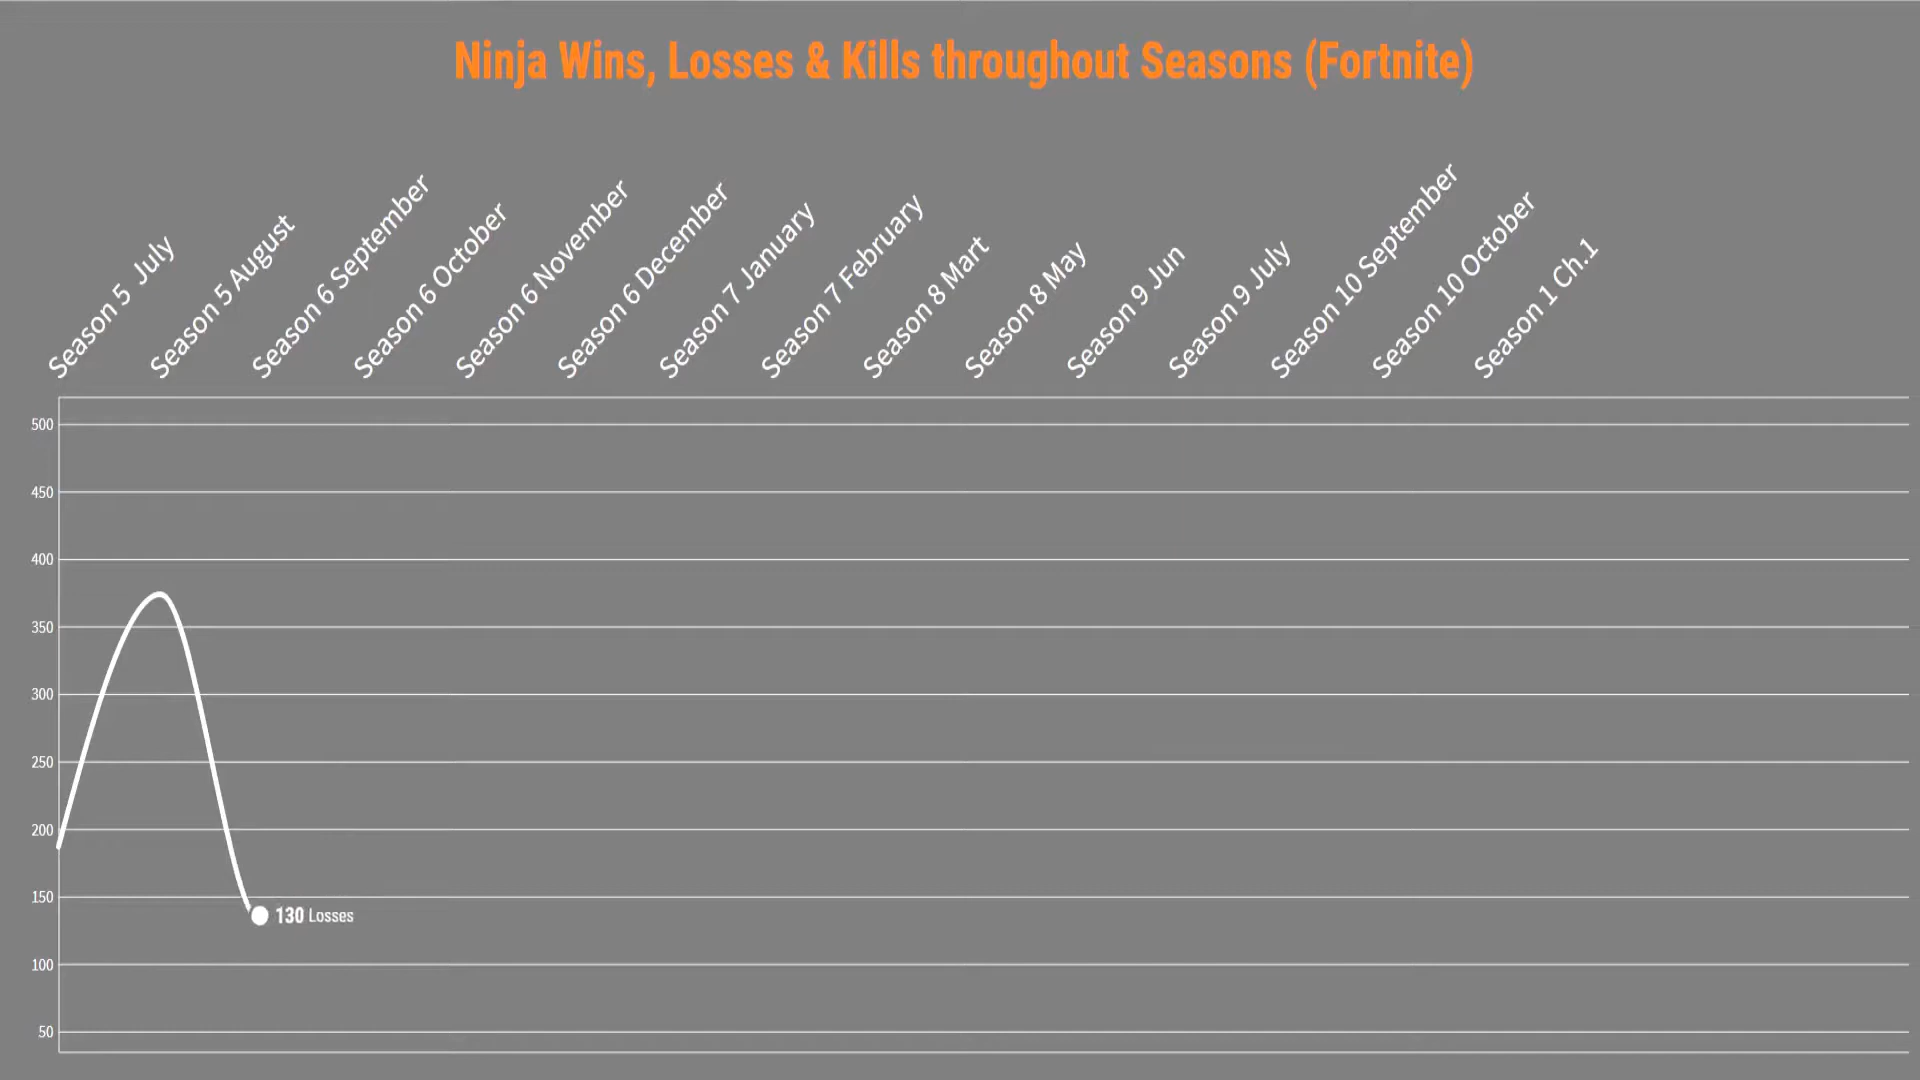 Ninja Wins, Losses & Kills throughout Seasons (Fortnite)
Season 5 July
Season 5 August
Season 6 September
Season 6 October
Season 6 November
Season 6 December
Season 7 January
Season 7 February
Season 8 Mart
Season 8 May
Season 9 Jun
Season 9 July
Season 10 September
Season 10 October
Season 1 Ch.1
500
450
400
350
300
250
200
150
130 Losses
100
50